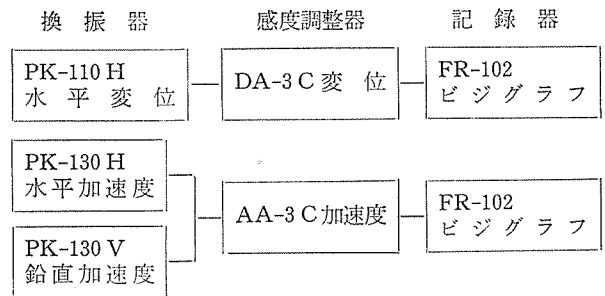 換振器 感度調整器 記録器
PK-110 H
水平変位
DA-3 C 変位
FR-102
ビジグラフ
PK-130 H
水平加速度
PK-130 V
鉛直加速度
AA-3 C 加速度
FR-102
ビジグラフ